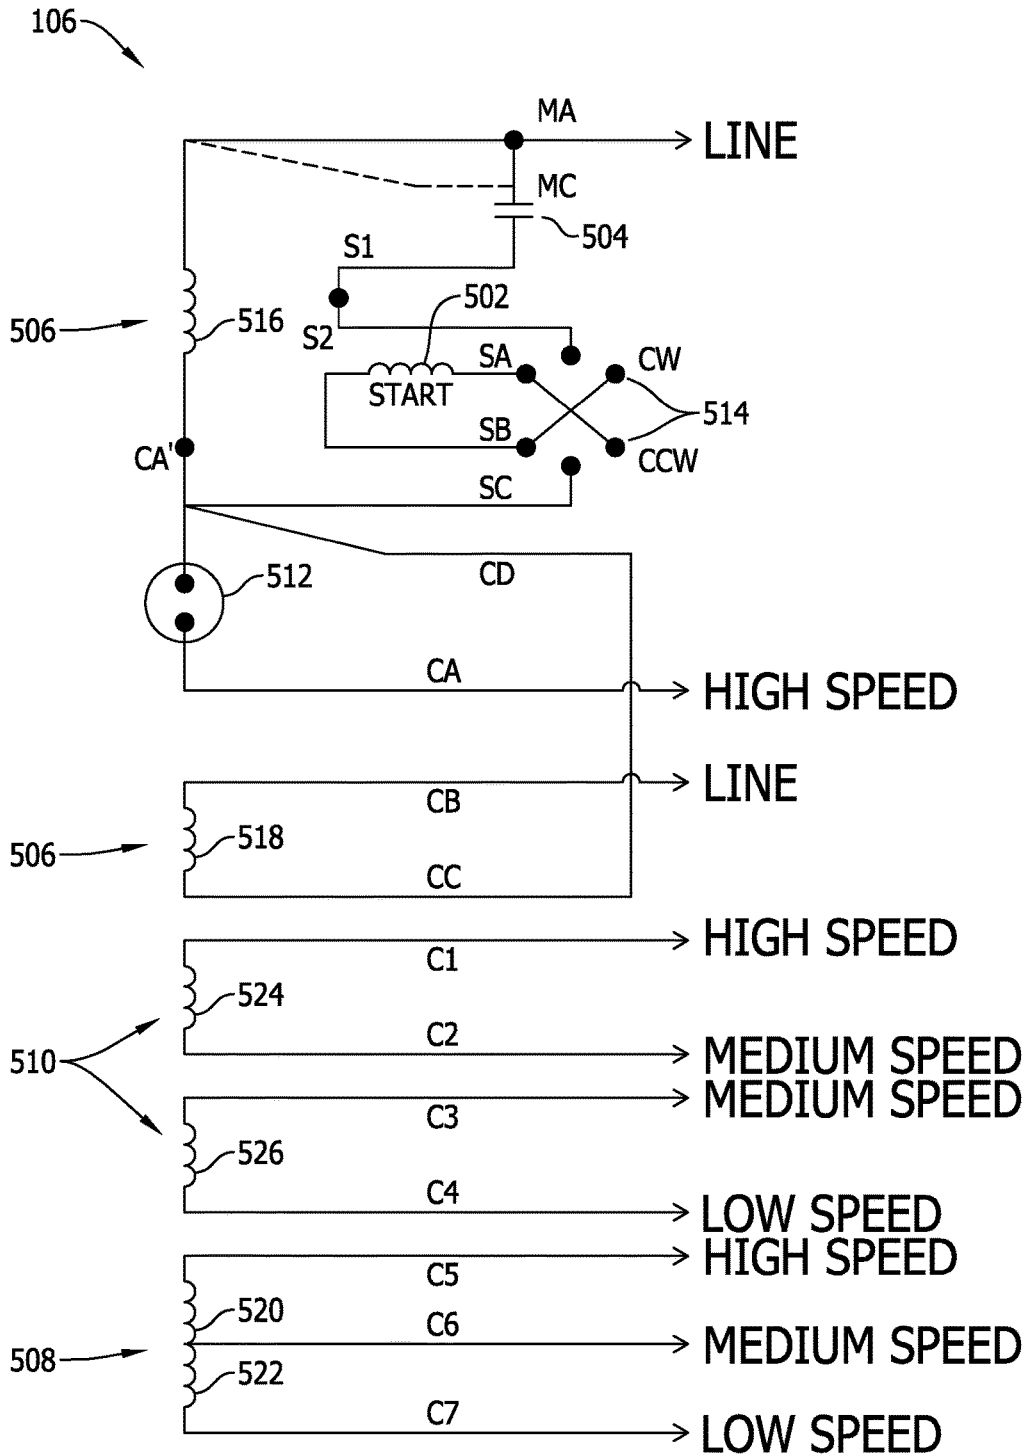 106
MA
LINE
MC
504
S1
502
S2
506
516
SA
CW
START
514
SB
CA'
CCW
SC
512
CD
CA
HIGH SPEED
LINE
CB
518
506
CC
HIGH SPEED
C1
524
C2
510
MEDIUM SPEED
MEDIUM SPEED
C3
526
C4
LOW SPEED
HIGH SPEED
C5
520
C6
MEDIUM SPEED
508
522
C7
LOW SPEED